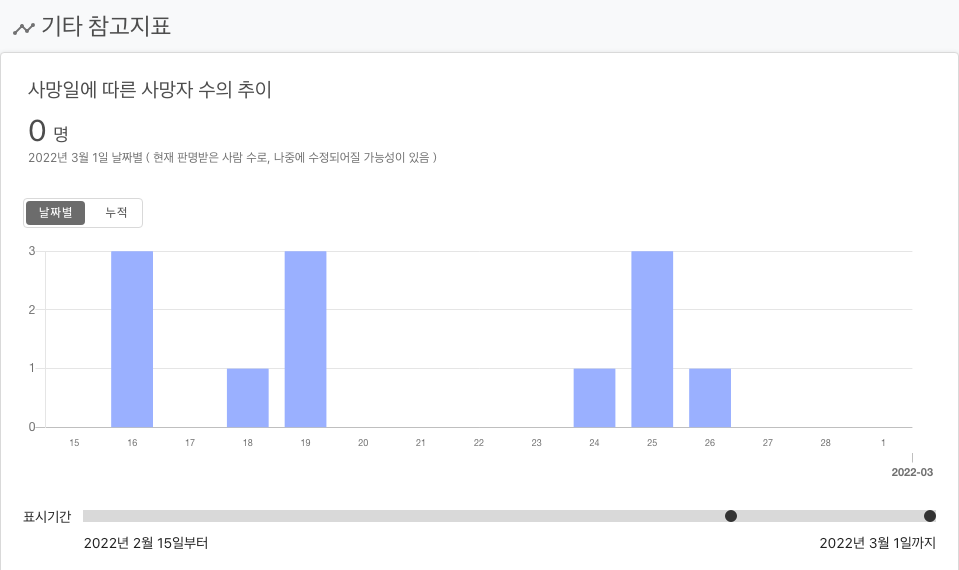 기타 참고지표
사망일에 따른 사망자 수의 추이
0 명
2022년 3월 1일 날짜별 ( 현재 판명받은 사람 수로, 나중에 수정되어질 가능성이 있음 )
날짜별 누적
3
2
1
0
15 16 17 18 19 20 21 22 23 24 25 26 27 28 1
2022-03
표시기간
2022년 2월 15일부터 2022년 3월 1일까지